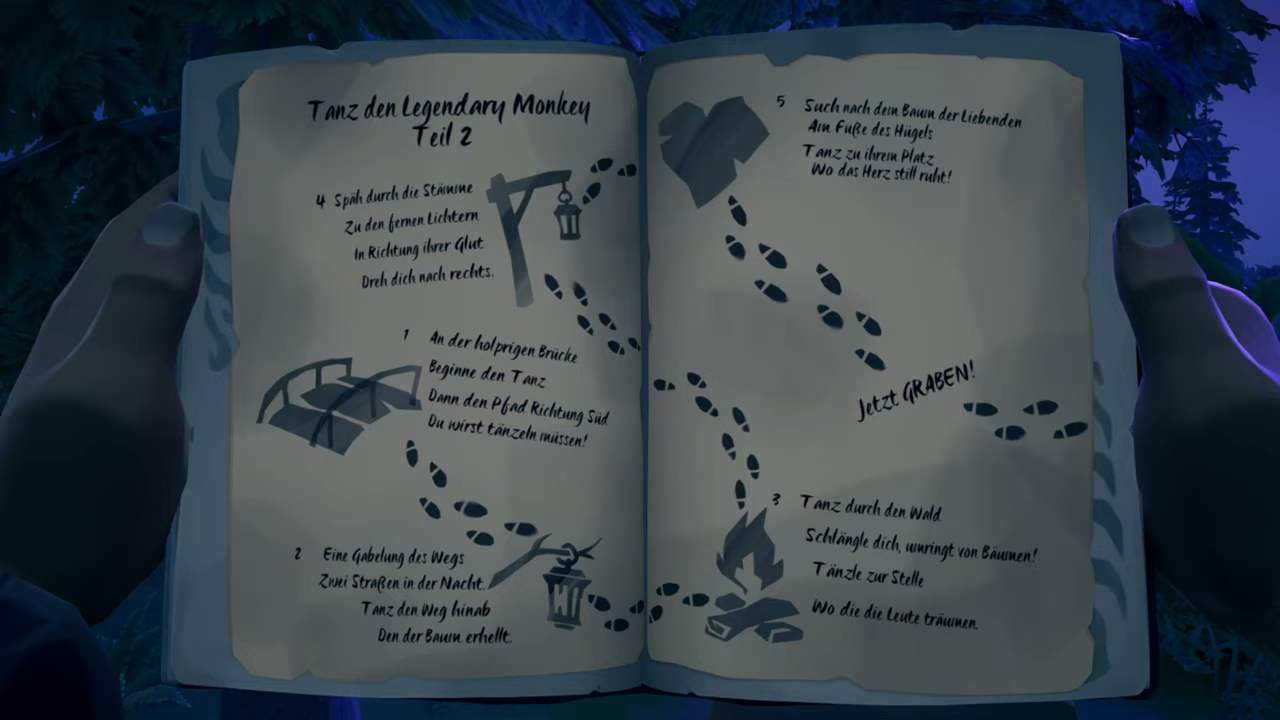 Tanz den Legendary Monkey
Teil 2
4 Späh durch die Stämme
Zu den fernen Lichtern
In Richtung ihrer Glut
Dreh dich nach rechts.
1 An der holprigen Brücke
Beginne den Tanz
Dann den Pfad Richtung Süd
Du wirst tänzeln müssen!
2 Eine Gabelung des Wegs
Zwei Straßen in der Nacht.
Tanz den Weg hinab
Den der Baum erhellt.
5 Such nach dem Baum der Liebenden
Am Fuße des Hügels
Tanz zu ihrem Platz
Wo das Herz still ruht!
Jetzt GRABEN!
3 Tanz durch den Wald
Schlängle dich, umringt von Bäumen!
Tänzle zur Stelle
Wo die die Leute träumen.